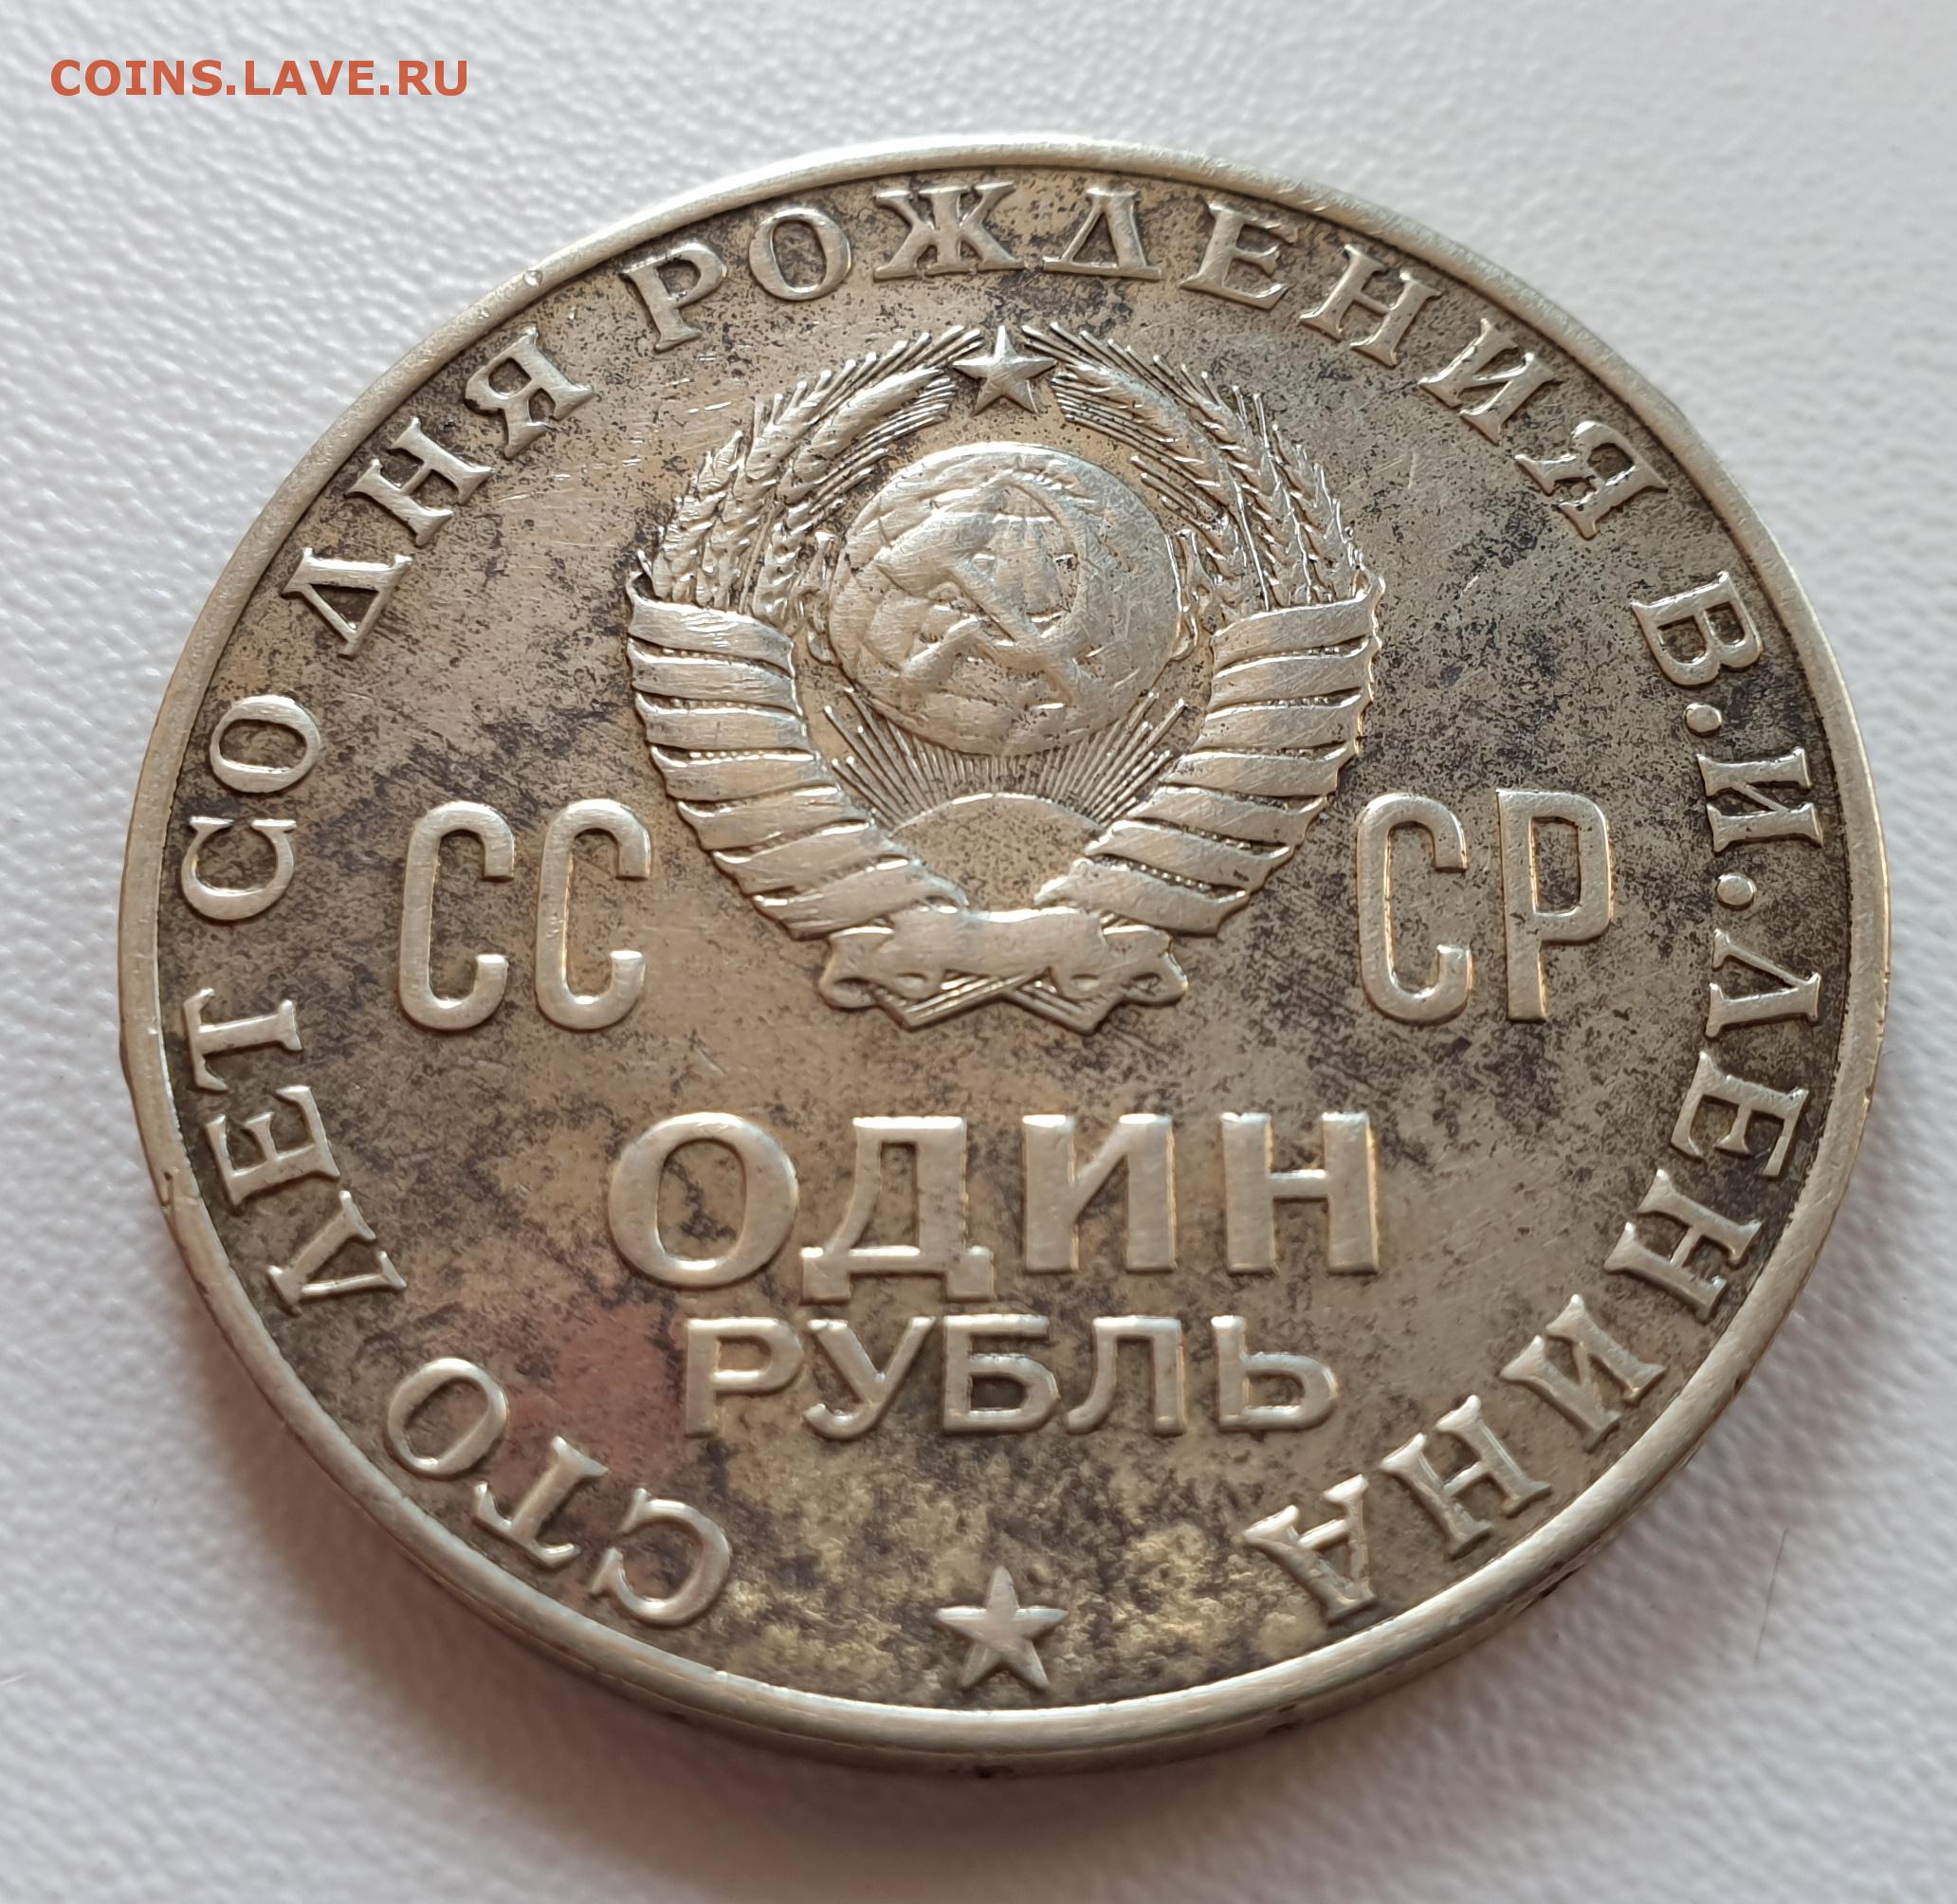 COINS.LAVE.RU
СТО ЛЕТ СО ДНЯ РОЖДЕНИЯ В.И.ЛЕНИНА
СС СР
ОДИН
РУБЛЬ